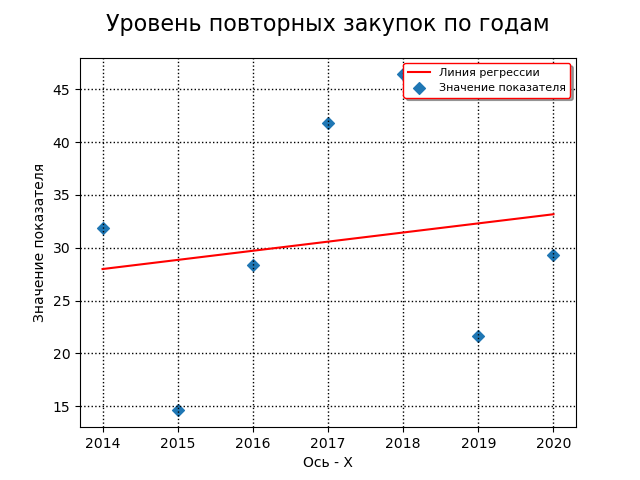 Уровень повторных закупок по годам
Линия регрессии
Значение показателя
Значение показателя
45
40
35
30
25
20
15
2014 2015 2016 2017 2018 2019 2020
Ось - X